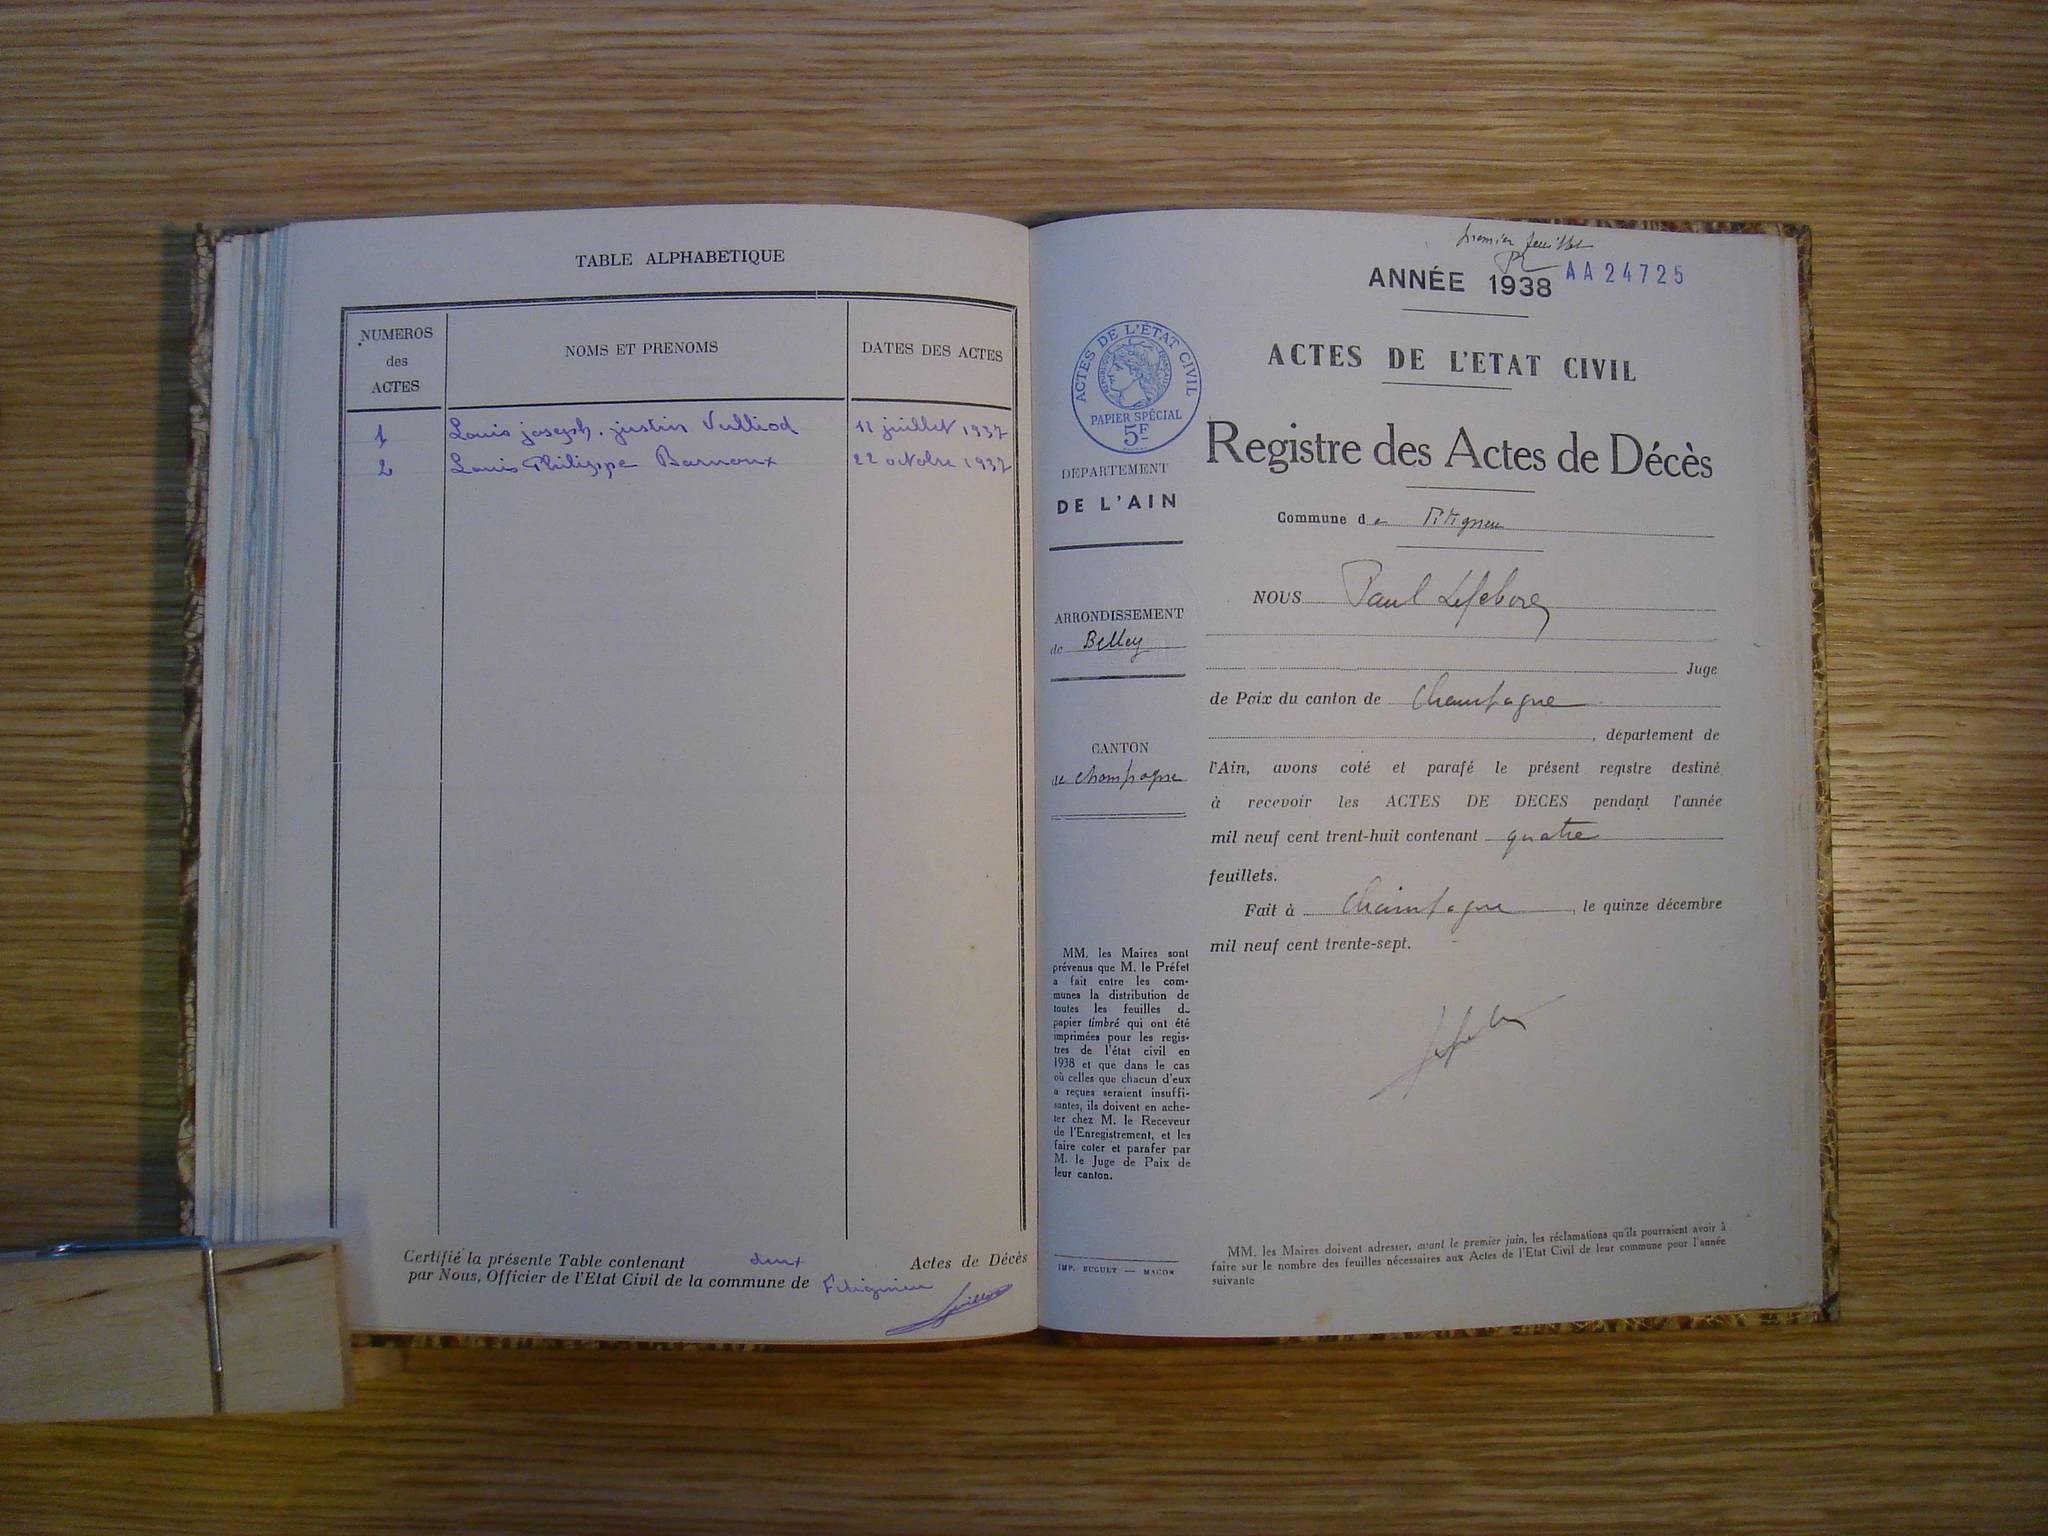 TABLE ALPHABETIQUE
NUMEROS
des
ACTES
NOMS ET PRENOMS
DATES DES ACTES
1 Louis joseph. justin Vulliod 11 juillet 1937
2 Louis Philippe Barnoux 22 octobre 1937
Certifié la présente Table contenant deux Actes de Décès
par Nous, Officier de l'Etat Civil de la commune de Fitignieu
premier feuillet
PL
ANNÉE 1938 AA24725
ACTES DE L'ÉTAT CIVIL
RÉPUBLIQUE FRANÇAISE
PAPIER SPÉCIAL
5F
DEPARTEMENT
DE L'AIN
ARRONDISSEMENT
de Belley
CANTON
de Champagne
MM. les Maires sont
prévenus que M. le Préfet
a fait entre les com-
munes la distribution de
toutes les feuilles d
papier timbré qui ont été
imprimées pour les regis-
tres de l'état civil en
1938 et que dans le cas
où celles que chacun d'eux
a reçues seraient insuffi-
santes, ils doivent en ache-
ter chez M. le Receveur
de l'Enregistrement, et les
faire coter et parafer par
M. le Juge de Paix de
leur canton.
IMP. BUGUET — MACON
ACTES DE L'ETAT CIVIL
Registre des Actes de Décès
Commune de Fitignieu
NOUS Paul Lefebvre
Juge
de Paix du canton de Champagne
, département de
l'Ain, avons coté et parafé le présent registre destiné
à recevoir les ACTES DE DECES pendant l'année
mil neuf cent trent-huit contenant quatre
feuillets.
Fait à Champagne, le quinze décembre
mil neuf cent trente-sept.
MM. les Maires doivent adresser, avant le premier juin, les réclamations qu'ils pourraient avoir à
faire sur le nombre des feuilles nécessaires aux Actes de l'Etat Civil de leur commune pour l'année
suivante